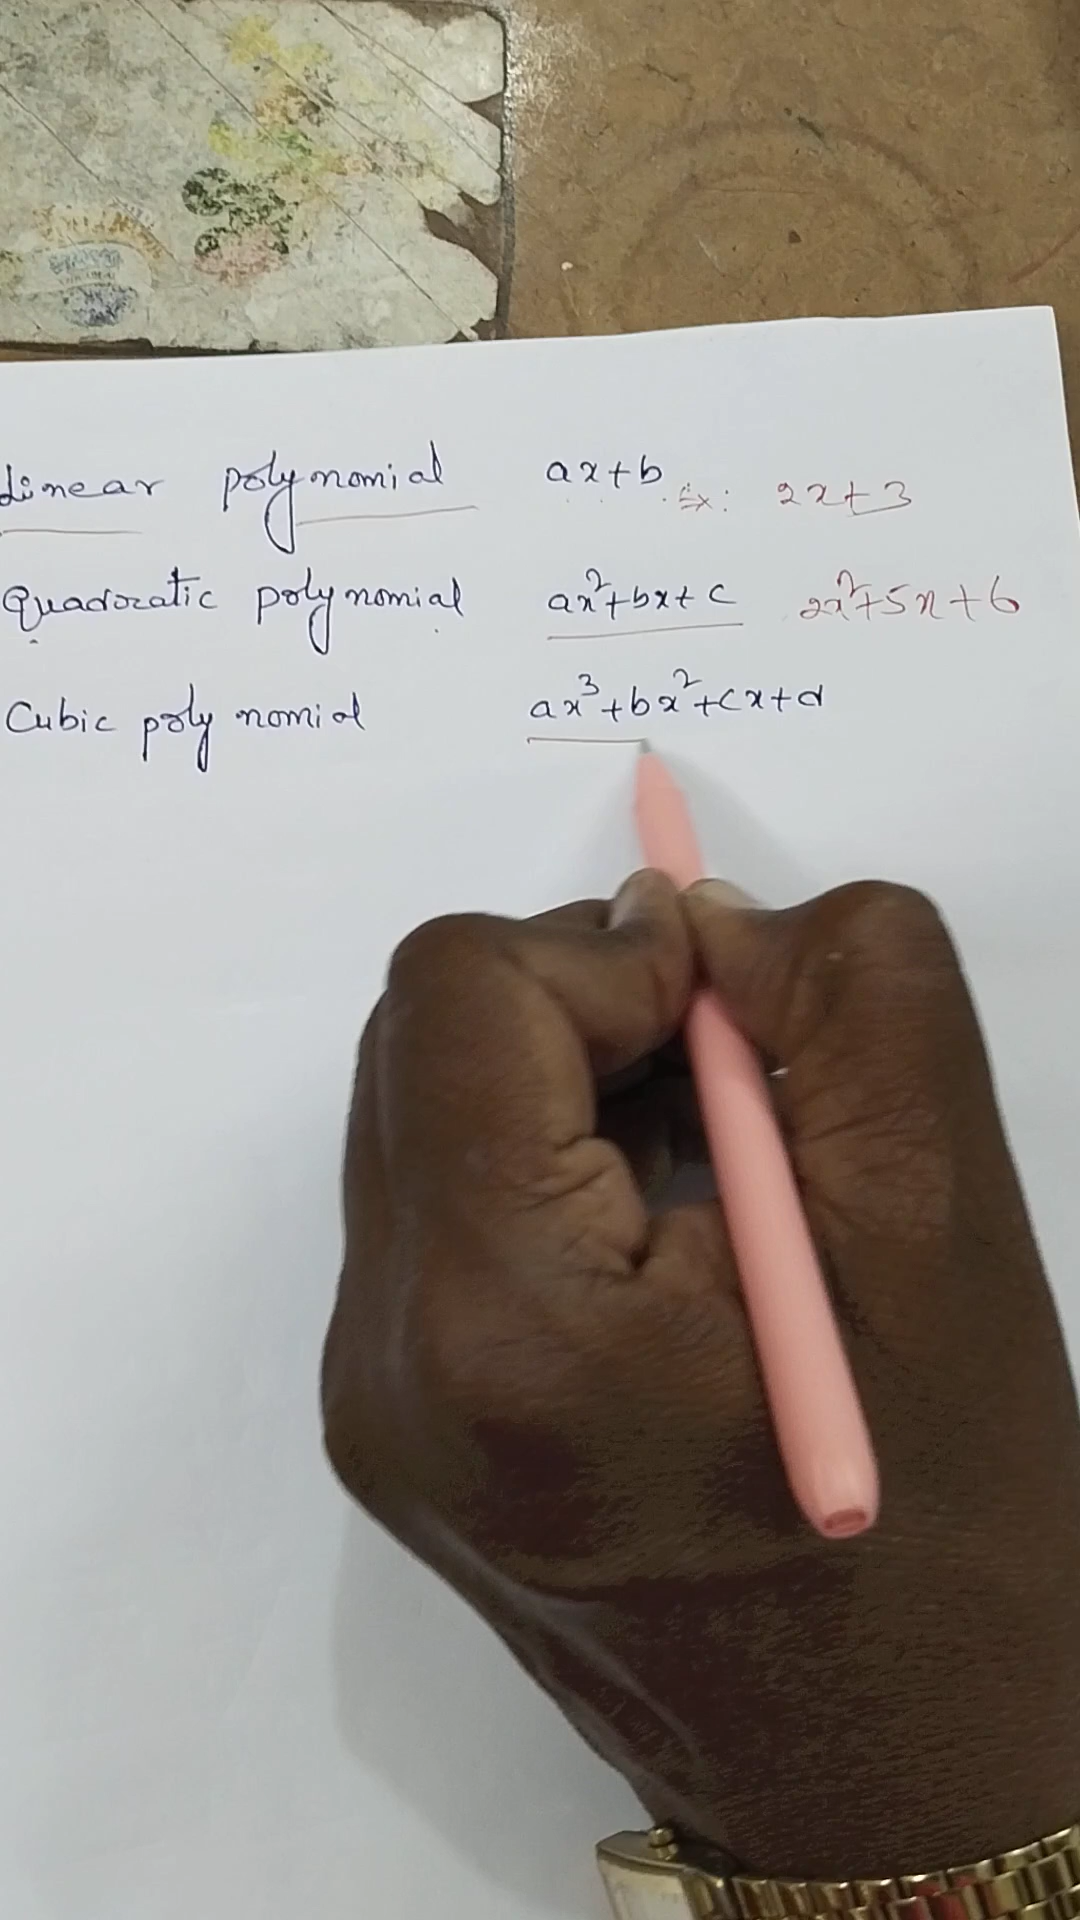 Linear polynomial ax+b Ex: 2x+3
Quadratic polynomial ax²+bx+c 2x²+5x+6
Cubic polynomial ax³+bx²+cx+d